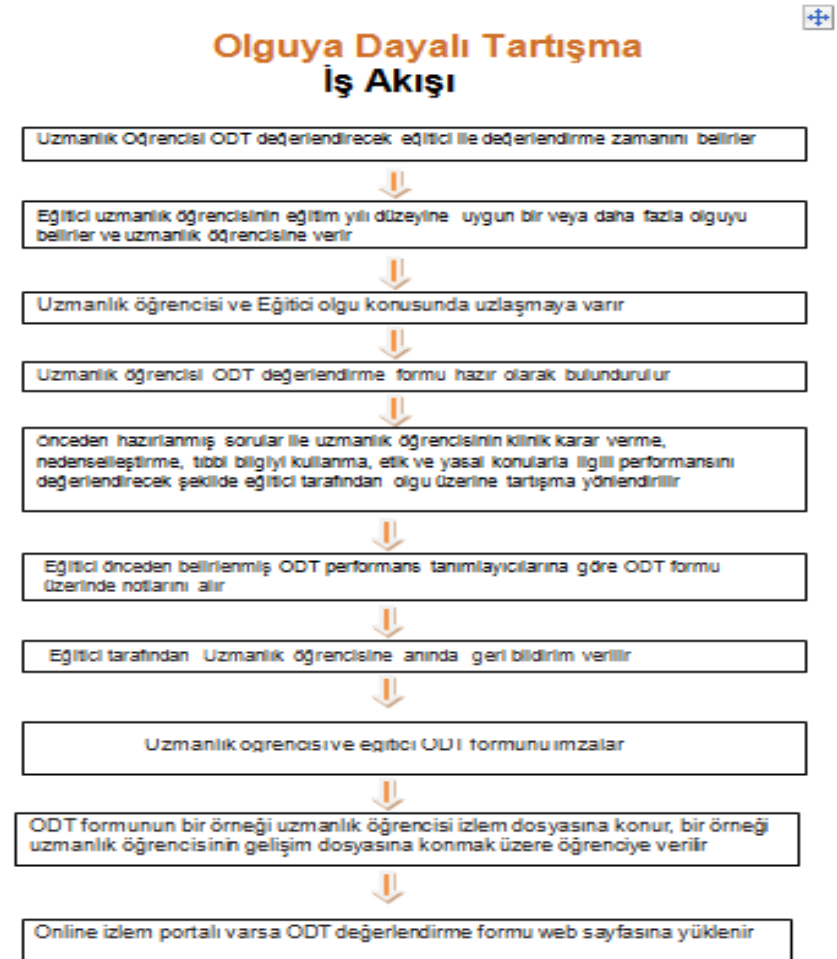 Olguya Dayalı Tartışma
İş Akışı
Uzmanlık Öğrencisi ODT değerlendirecek eğitici ile değerlendirme zamanını belirler
Eğitici uzmanlık öğrencisinin eğitim yılı düzeyine uygun bir veya daha fazla olguyu
belirler ve uzmanlık öğrencisine verir
Uzmanlık öğrencisi ve Eğitici olgu konusunda uzlaşmaya varır
Uzmanlık öğrencisi ODT değerlendirme formu hazır olarak bulundurulur
önceden hazırlanmış sorular ile uzmanlık öğrencisinin klinik karar verme,
nedenselleştirme, tıbbi bilgiyi kullanma, etik ve yasal konularla ilgili performansını
değerlendirecek şekilde eğitici tarafından olgu üzerine tartışma yönlendirilir
Eğitici önceden belirlenmiş ODT performans tanımlayıcılarına göre ODT formu
üzerinde notlarını alır
Eğitici tarafından Uzmanlık öğrencisine anında geri bildirim verilir
Uzmanlık öğrencisi ve eğitici ODT formunu imzalar
ODT formunun bir örneği uzmanlık öğrencisi izlem dosyasına konur, bir örneği
uzmanlık öğrencisinin gelişim dosyasına konmak üzere öğrenciye verilir
Online izlem portalı varsa ODT değerlendirme formu web sayfasına yüklenir